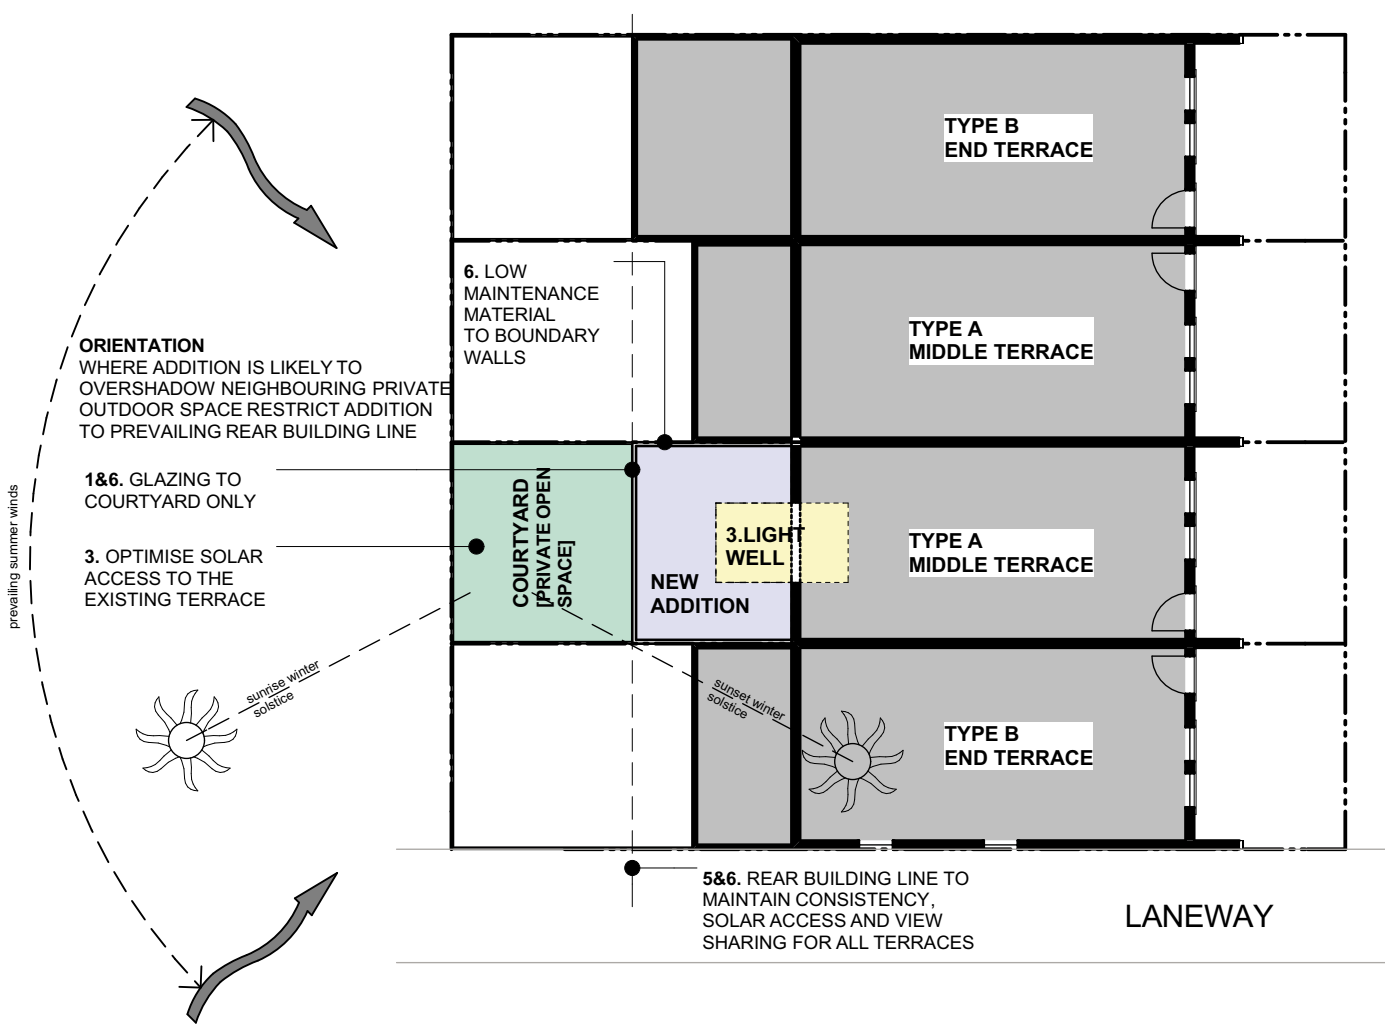 TYPE B
END TERRACE
6. LOW
MAINTENANCE
MATERIAL
TO BOUNDARY
WALLS
TYPE A
MIDDLE TERRACE
ORIENTATION
WHERE ADDITION IS LIKELY TO
OVERSHADOW NEIGHBOURING PRIVATE
OUTDOOR SPACE RESTRICT ADDITION
TO PREVAILING REAR BUILDING LINE
1&6. GLAZING TO
COURTYARD ONLY
3. OPTIMISE SOLAR
ACCESS TO THE
EXISTING TERRACE
prevailing summer winds
COURTYARD
[PRIVATE OPEN
SPACE]
3.LIGHT
WELL
NEW
ADDITION
TYPE A
MIDDLE TERRACE
sunrise winter
solstice
sunset winter
solstice
TYPE B
END TERRACE
5&6. REAR BUILDING LINE TO
MAINTAIN CONSISTENCY,
SOLAR ACCESS AND VIEW
SHARING FOR ALL TERRACES
LANEWAY